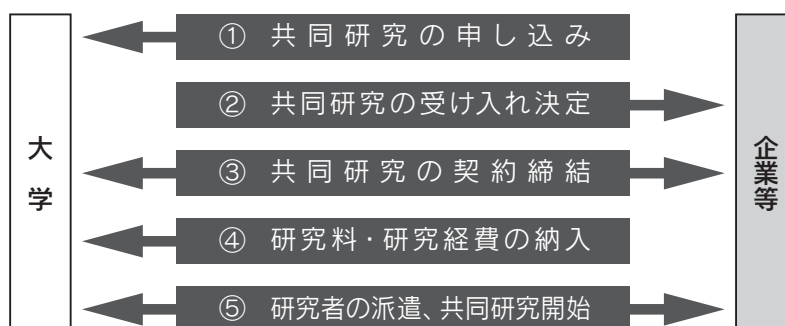 大学
① 共同研究の申し込み
② 共同研究の受け入れ決定
③ 共同研究の契約締結
④ 研究料・研究経費の納入
⑤ 研究者の派遣、共同研究開始
企業等